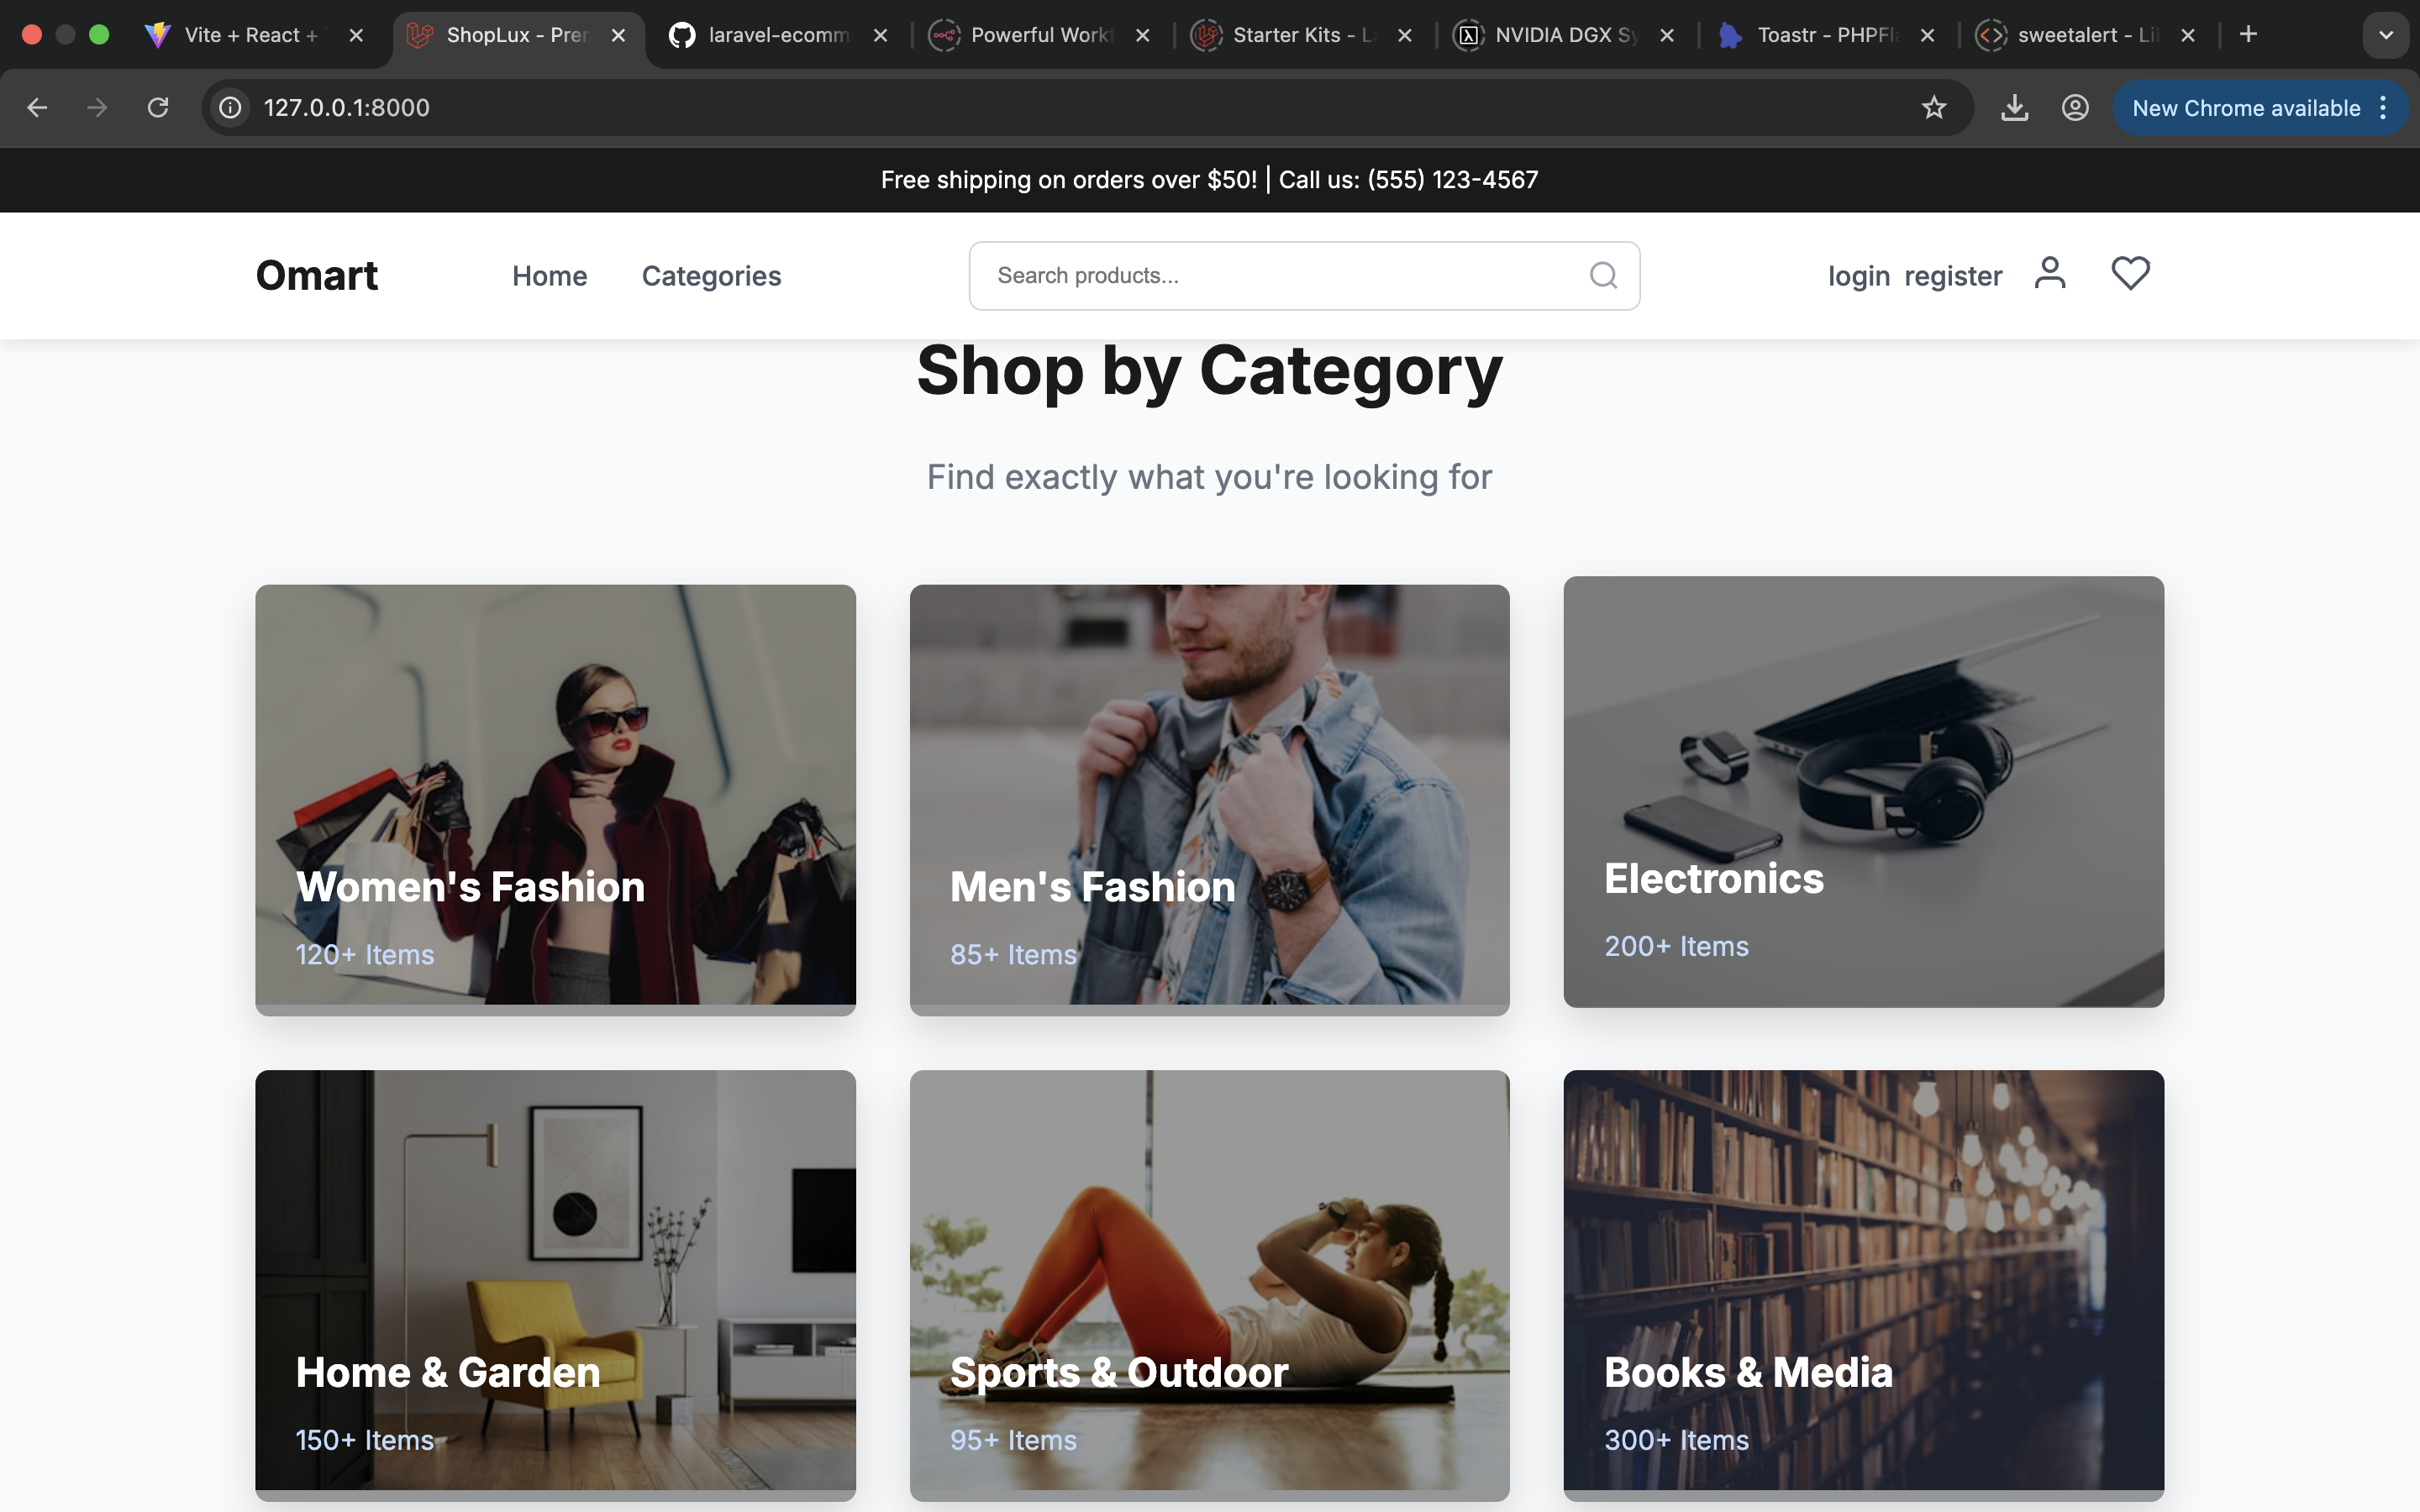 Vite + React +
ShopLux - Prer
laravel-ecomm
Powerful Workf
Starter Kits - L
NVIDIA DGX Sy
Toastr - PHPFl
sweetalert - Li
127.0.0.1:8000
New Chrome available
Free shipping on orders over $50! | Call us: (555) 123-4567
Omart
Home
Categories
Search products...
login register
Shop by Category
Find exactly what you're looking for
Women's Fashion
120+ Items
Men's Fashion
85+ Items
Electronics
200+ Items
Home & Garden
150+ Items
Sports & Outdoor
95+ Items
Books & Media
300+ Items